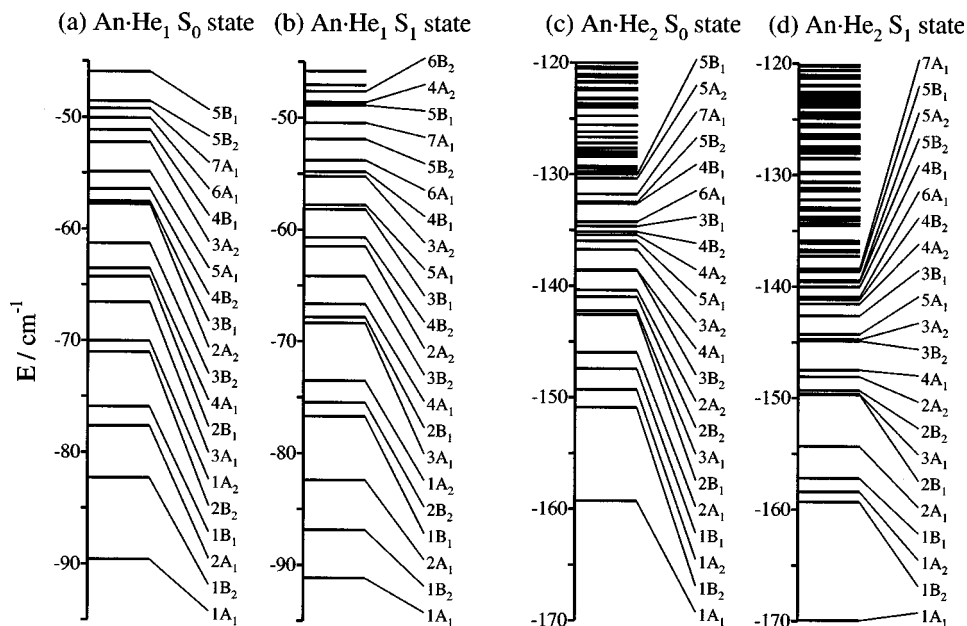 (a) An·He₁ S₀ state
(b) An·He₁ S₁ state
(c) An·He₂ S₀ state
(d) An·He₂ S₁ state
E / cm⁻¹
-50
-60
-70
-80
-90
5B₁
5B₂
7A₁
6A₁
4B₁
3A₂
5A₁
4B₂
3B₁
2A₂
3B₂
4A₁
2B₁
3A₁
1A₂
2B₂
1B₁
2A₁
1B₂
1A₁
-50
-60
-70
-80
-90
6B₂
4A₂
5B₁
7A₁
5B₂
6A₁
4B₁
3A₂
5A₁
3B₁
4B₂
2A₂
3B₂
4A₁
2B₁
3A₁
1A₂
2B₂
1B₁
2A₁
1B₂
1A₁
-120
-130
-140
-150
-160
-170
5B₁
5A₂
7A₁
5B₂
4B₁
6A₁
3B₁
4B₂
4A₂
5A₁
3A₂
4A₁
3B₂
2A₂
2B₂
3A₁
2B₁
2A₁
1B₁
1A₂
1B₂
1A₁
-120
-130
-140
-150
-160
-170
7A₁
5B₁
5A₂
5B₂
4B₁
6A₁
4B₂
4A₂
3B₁
5A₁
3A₂
3B₂
4A₁
2A₂
2B₂
3A₁
2B₁
2A₁
1B₁
1A₂
1B₂
1A₁